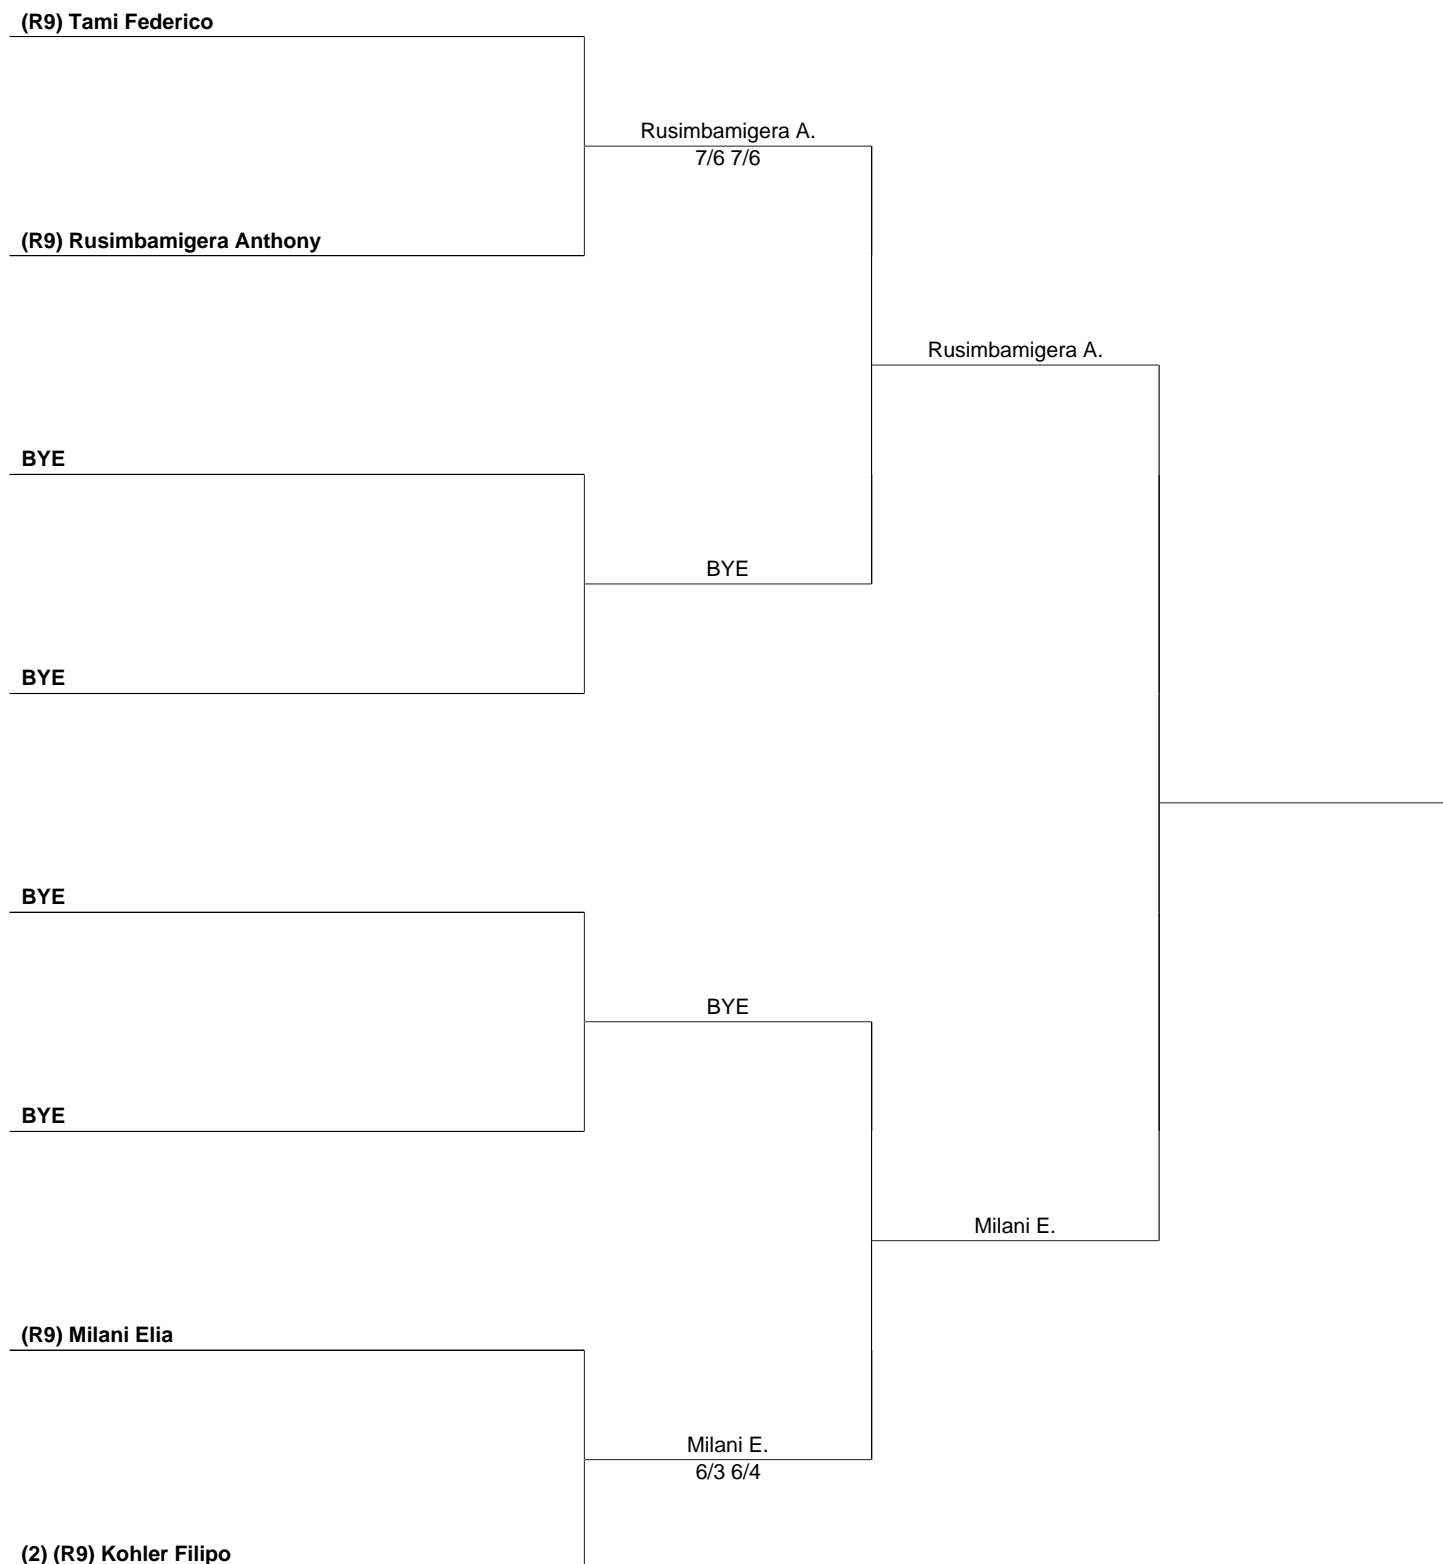 (R9) Tami Federico
Rusimbamigera A.
7/6 7/6
(R9) Rusimbamigera Anthony
Rusimbamigera A.
BYE
BYE
BYE
BYE
BYE
BYE
Milani E.
(R9) Milani Elia
Milani E.
6/3 6/4
(2) (R9) Kohler Filipo